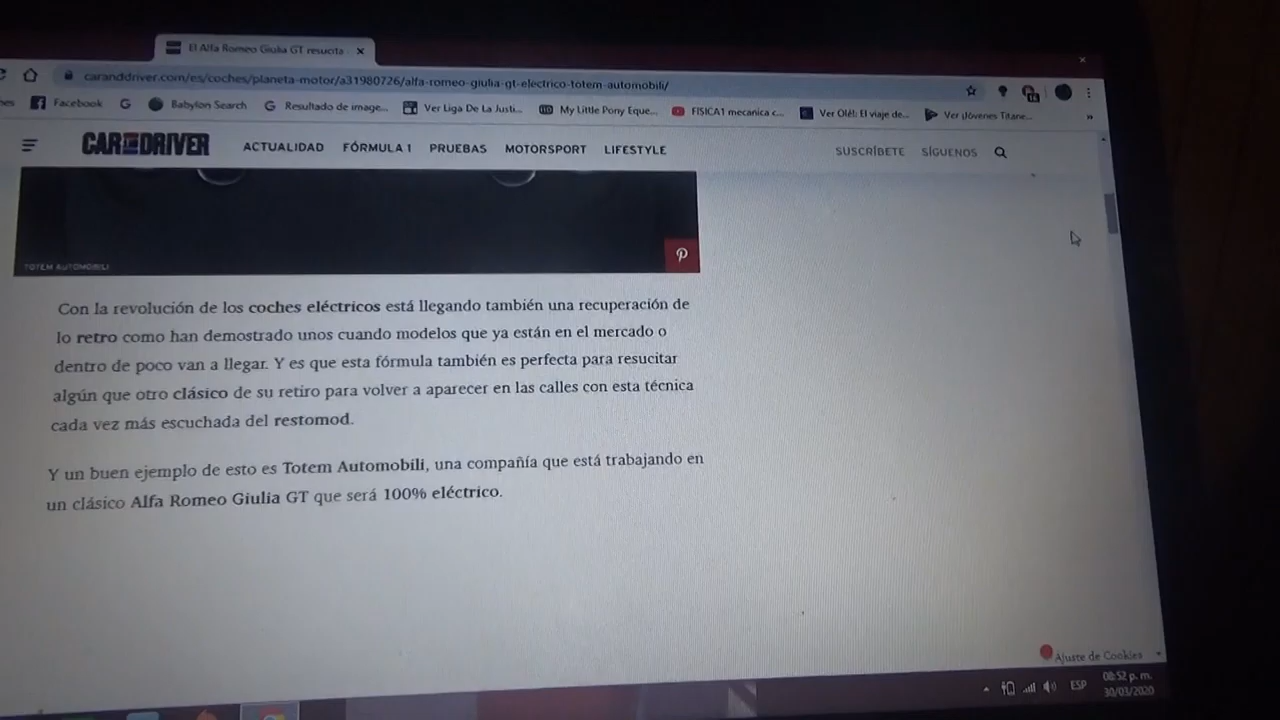 El Alfa Romeo Giulia GT resucita
caranddriver.com/es/coches/planeta-motor/a31980726/alfa-romeo-giulia-gt-electrico-totem-automobili/
Facebook
Babylon Search
Resultado de image...
Ver Liga De La Justi...
My Little Pony Eque...
FISICA1 mecanica c...
Ver Olé!: El viaje de...
Ver ¡Jóvenes Titane...
CAR AND DRIVER
ACTUALIDAD FÓRMULA 1 PRUEBAS MOTORSPORT LIFESTYLE
SUSCRÍBETE SÍGUENOS
TOTEM AUTOMOBILI
Con la revolución de los coches eléctricos está llegando también una recuperación de
lo retro como han demostrado unos cuando modelos que ya están en el mercado o
dentro de poco van a llegar. Y es que esta fórmula también es perfecta para resucitar
algún que otro clásico de su retiro para volver a aparecer en las calles con esta técnica
cada vez más escuchada del restomod.
Y un buen ejemplo de esto es Totem Automobili, una compañía que está trabajando en
un clásico Alfa Romeo Giulia GT que será 100% eléctrico.
Ajuste de Cookies
ESP
08:52 p. m.
30/03/2020